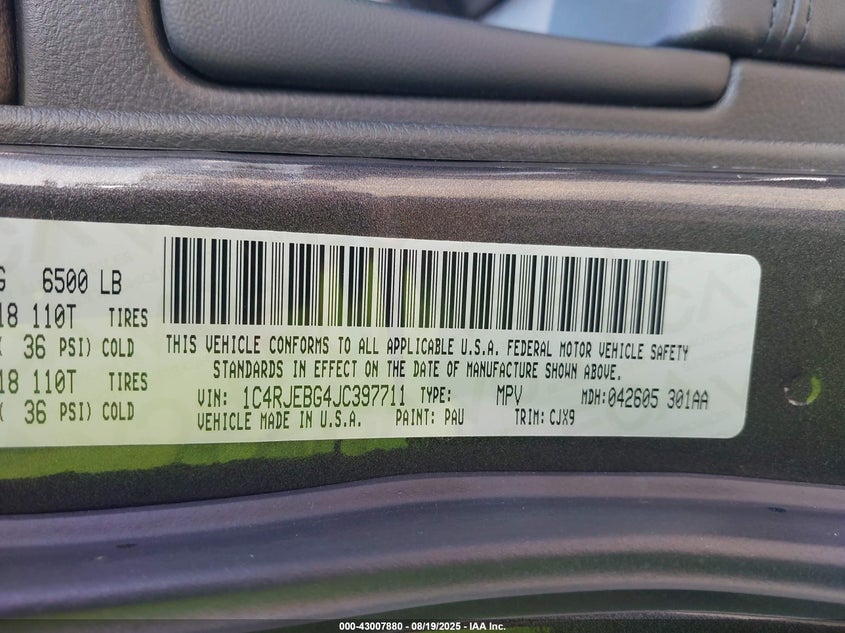 G 6500 LB
18 110T TIRES
36 PSI) COLD
18 110T TIRES
36 PSI) COLD
THIS VEHICLE CONFORMS TO ALL APPLICABLE U.S.A. FEDERAL MOTOR VEHICLE SAFETY
STANDARDS IN EFFECT ON THE DATE OF MANUFACTURE SHOWN ABOVE.
VIN: 1C4RJEBG4JC397711 TYPE: MPV MDH:042605 301AA
VEHICLE MADE IN U.S.A. PAINT: PAU TRIM: CJX9
000-43007880 - 08/19/2025 - IAA Inc.